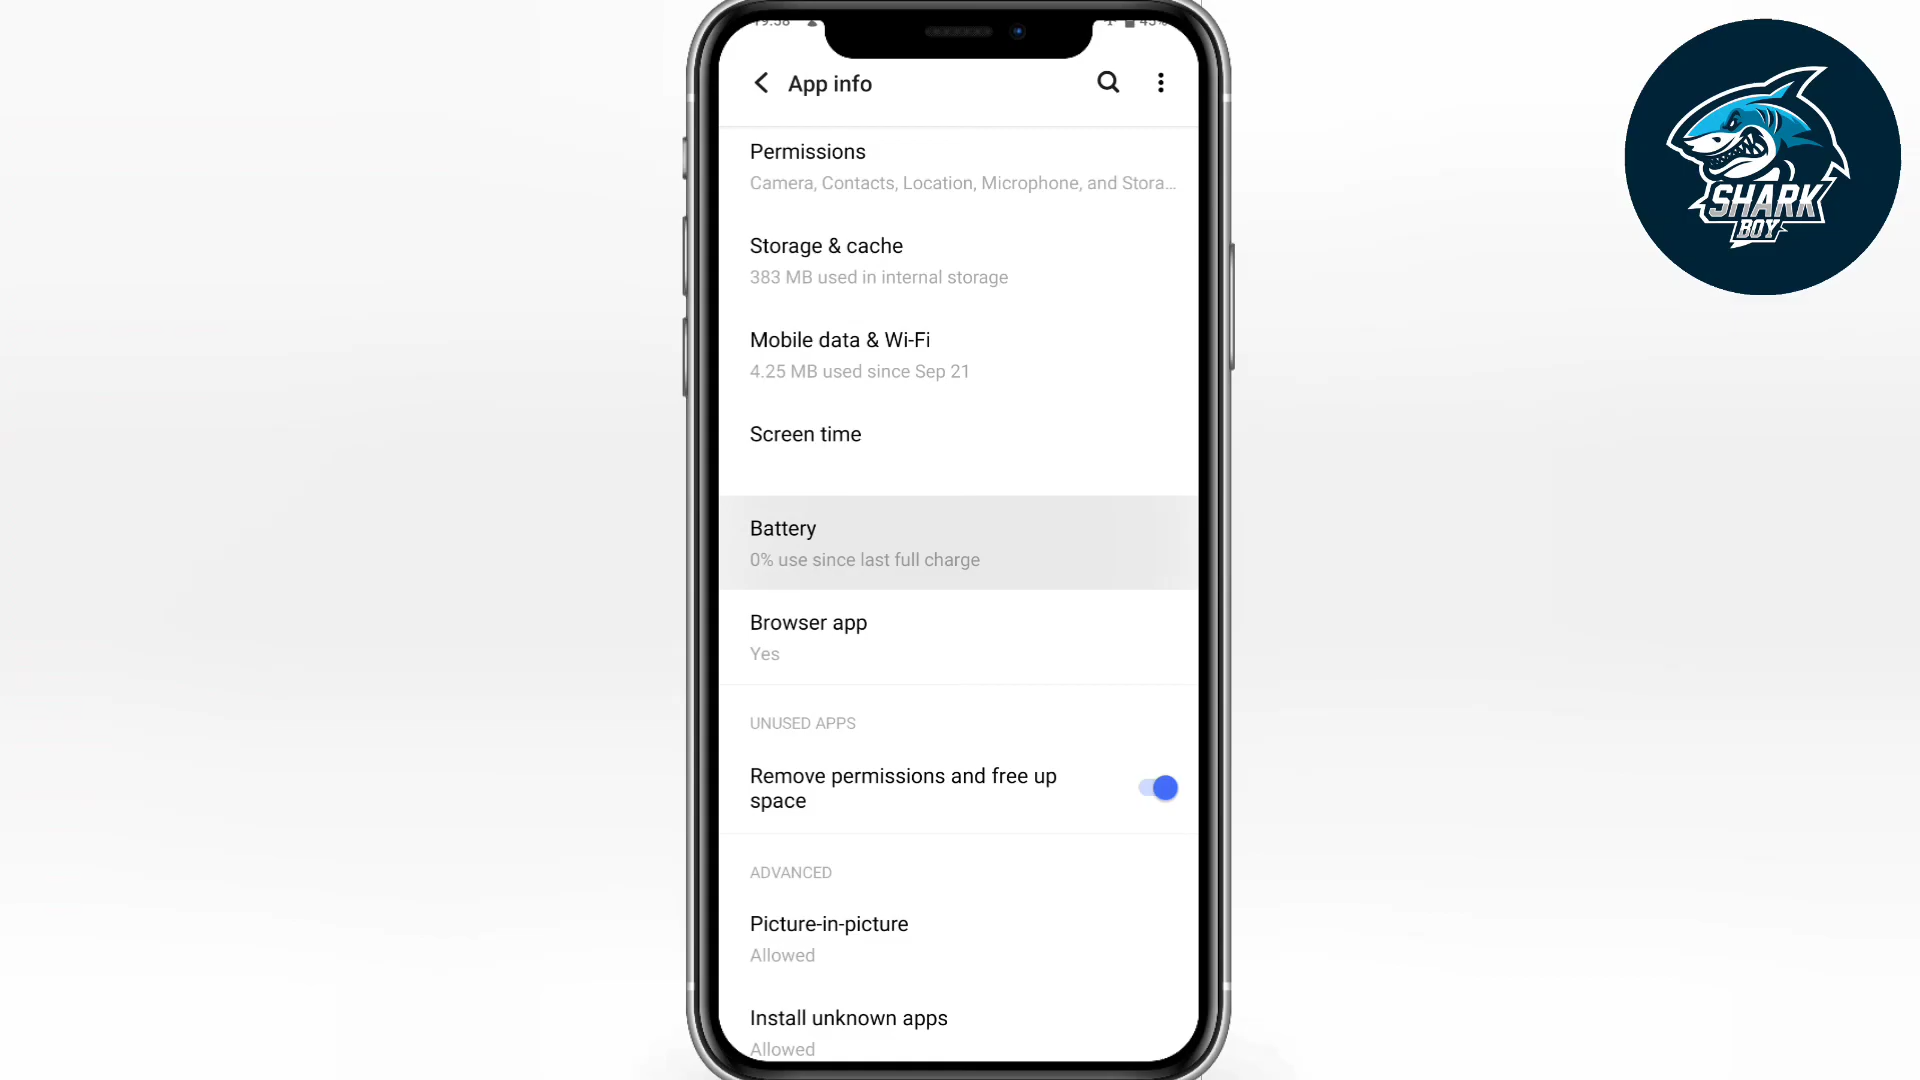 App info
Permissions
Camera, Contacts, Location, Microphone, and Stora...
Storage & cache
383 MB used in internal storage
Mobile data & Wi-Fi
4.25 MB used since Sep 21
Screen time
Battery
0% use since last full charge
Browser app
Yes
UNUSED APPS
Remove permissions and free up
space
ADVANCED
Picture-in-picture
Allowed
Install unknown apps
Allowed
SHARK
BOY